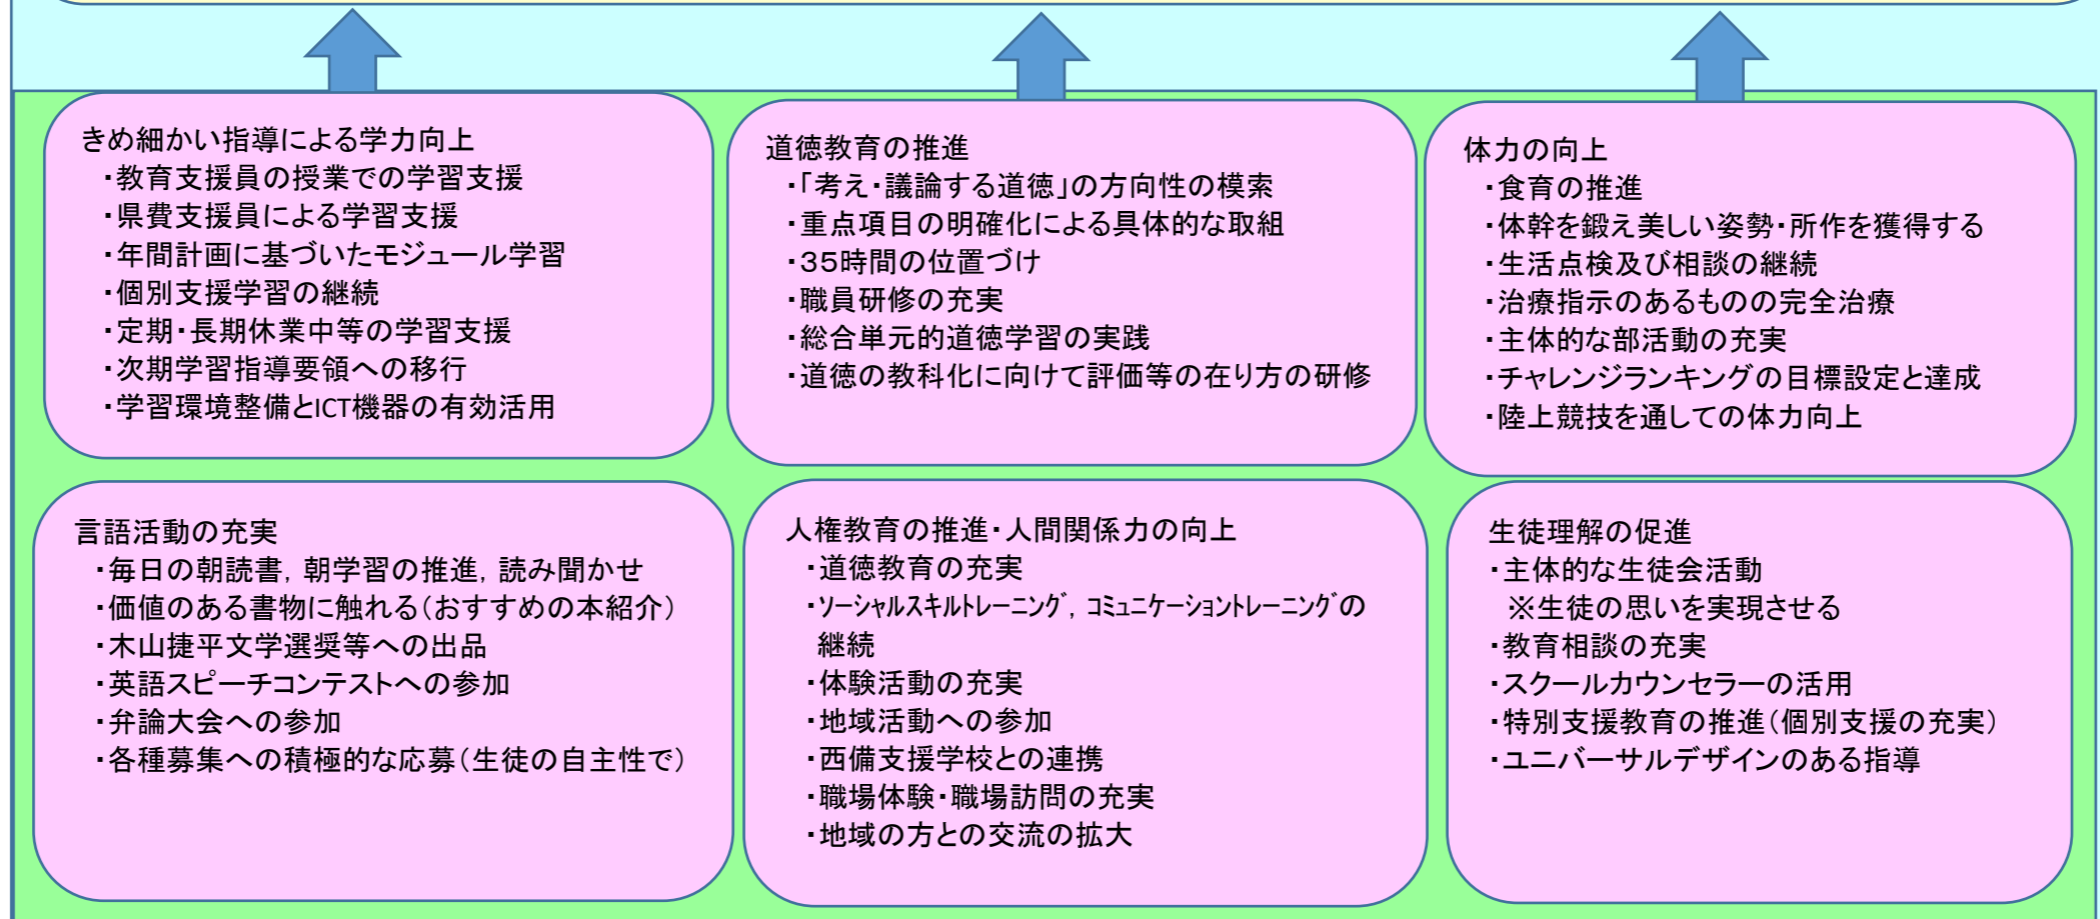 きめ細かい指導による学力向上
・教育支援員の授業での学習支援
・県費支援員による学習支援
・年間計画に基づいたモジュール学習
・個別支援学習の継続
・定期・長期休業中等の学習支援
・次期学習指導要領への移行
・学習環境整備とICT機器の有効活用
道徳教育の推進
・「考え・議論する道徳」の方向性の模索
・重点項目の明確化による具体的な取組
・35時間の位置づけ
・職員研修の充実
・総合単元的道徳学習の実践
・道徳の教科化に向けて評価等の在り方の研修
体力の向上
・食育の推進
・体幹を鍛え美しい姿勢・所作を獲得する
・生活点検及び相談の継続
・治療指示のあるものの完全治療
・主体的な部活動の充実
・チャレンジランキングの目標設定と達成
・陸上競技を通しての体力向上
言語活動の充実
・毎日の朝読書，朝学習の推進，読み聞かせ
・価値のある書物に触れる（おすすめの本紹介）
・木山捷平文学選奨等への出品
・英語スピーチコンテストへの参加
・弁論大会への参加
・各種募集への積極的な応募（生徒の自主性で）
人権教育の推進・人間関係力の向上
・道徳教育の充実
・ｿｰｼｬﾙｽｷﾙﾄﾚｰﾆﾝｸﾞ，ｺﾐｭﾆｹｰｼｮﾝﾄﾚｰﾆﾝｸﾞの
継続
・体験活動の充実
・地域活動への参加
・西備支援学校との連携
・職場体験・職場訪問の充実
・地域の方との交流の拡大
生徒理解の促進
・主体的な生徒会活動
※生徒の思いを実現させる
・教育相談の充実
・スクールカウンセラーの活用
・特別支援教育の推進（個別支援の充実）
・ユニバーサルデザインのある指導